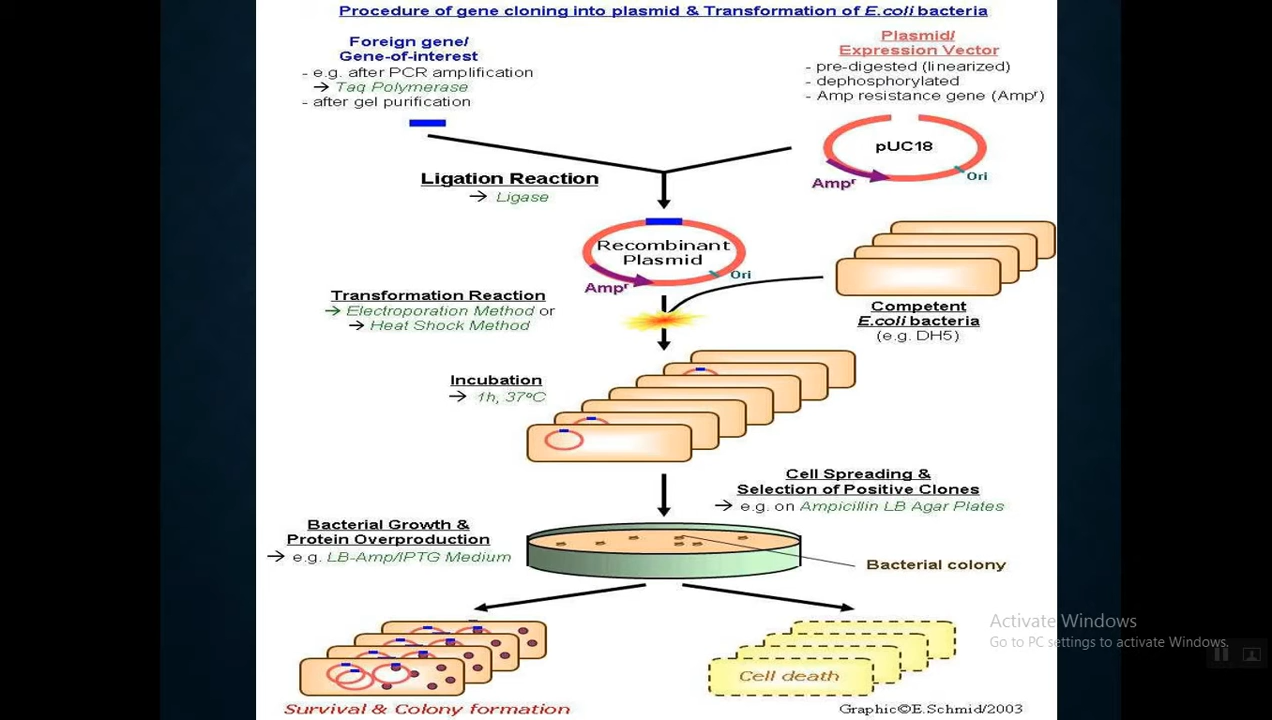 Procedure of gene cloning into plasmid & Transformation of E.coli bacteria
Foreign gene/
Gene-of-interest
- e.g. after PCR amplification
→ Taq Polymerase
- after gel purification
Plasmid/
Expression Vector
- pre-digested (linearized)
- dephosphorylated
- Amp resistance gene (Ampʳ)
pUC18
Ampʳ
Ori
Ligation Reaction
→ Ligase
Recombinant
Plasmid
Ampʳ
Ori
Competent
E.coli bacteria
(e.g. DH5)
Transformation Reaction
→ Electroporation Method or
→ Heat Shock Method
Incubation
→ 1h, 37ºC
Cell Spreading &
Selection of Positive Clones
→ e.g. on Ampicillin LB Agar Plates
Bacterial Growth &
Protein Overproduction
→ e.g. LB-Amp/IPTG Medium
Bacterial colony
Activate Windows
Go to PC settings to activate Windows.
Cell death
Survival & Colony formation
Graphic©E.Schmid/2003